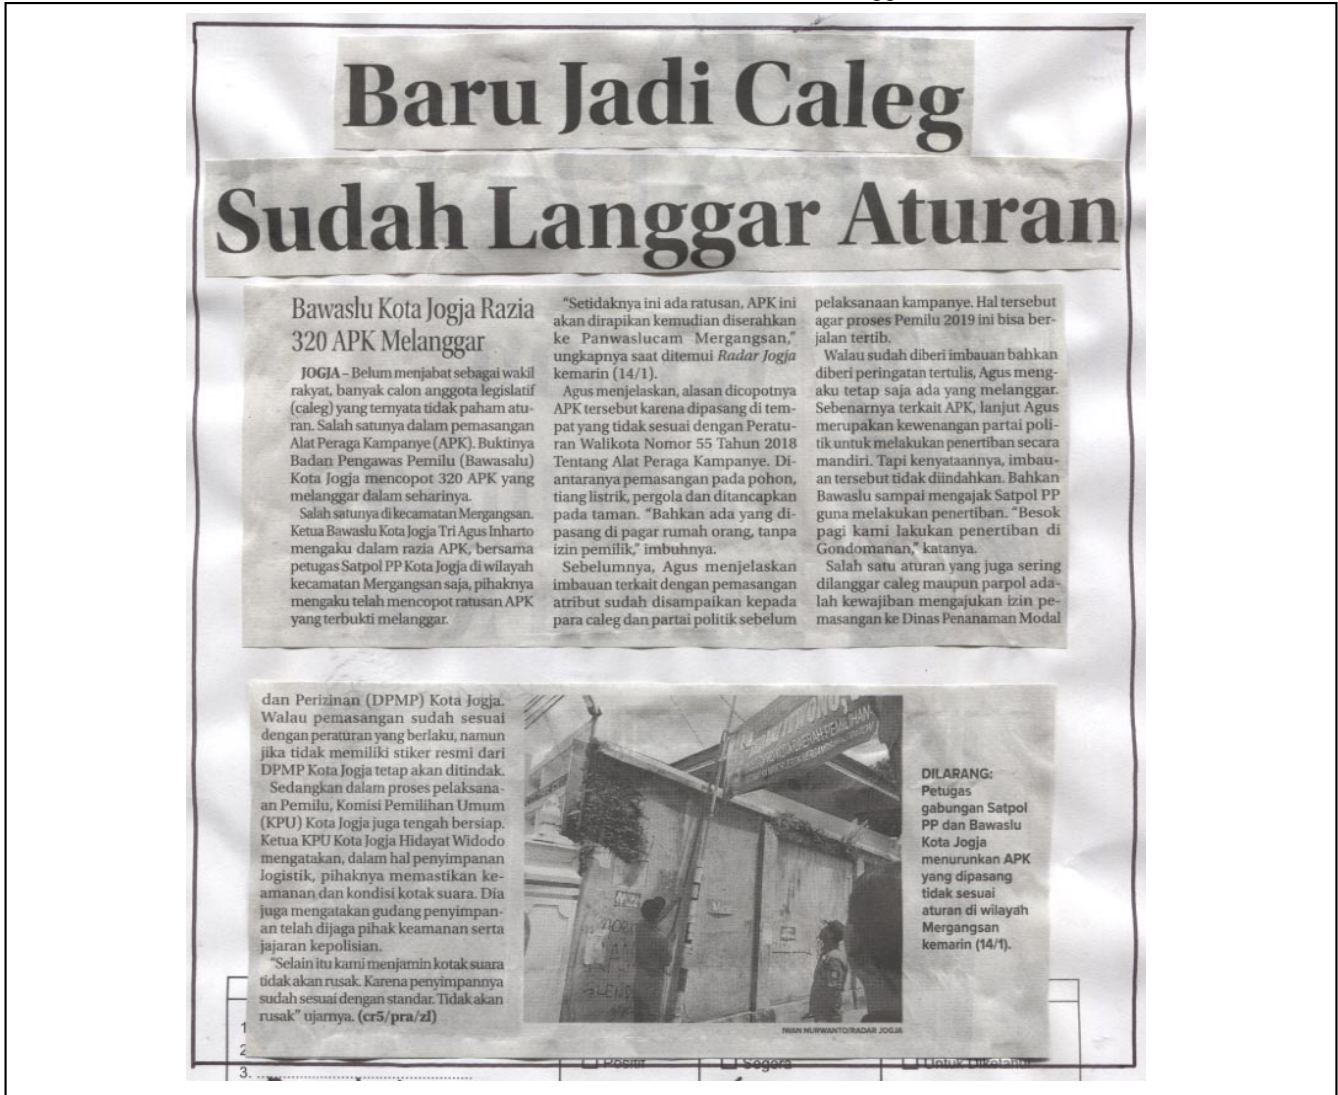 Baru Jadi Caleg
Sudah Langgar Aturan
Bawaslu Kota Jogja Razia
320 APK Melanggar
JOGJA – Belum menjabat sebagai wakil
rakyat, banyak calon anggota legislatif
(caleg) yang ternyata tidak paham atu-
ran. Salah satunya dalam pemasangan
Alat Peraga Kampanye (APK). Buktinya
Badan Pengawas Pemilu (Bawasalu)
Kota Jogja mencopot 320 APK yang
melanggar dalam seharinya.
Salah satunya di kecamatan Mergangsan.
Ketua Bawaslu Kota Jogja Tri Agus Inharto
mengaku dalam razia APK, bersama
petugas Satpol PP Kota Jogja di wilayah
kecamatan Mergangsan saja, pihaknya
mengaku telah mencopot ratusan APK
yang terbukti melanggar.
“Setidaknya ini ada ratusan, APK ini
akan dirapikan kemudian diserahkan
ke Panwaslucam Mergangsan,”
ungkapnya saat ditemui Radar Jogja
kemarin (14/1).
Agus menjelaskan, alasan dicopotnya
APK tersebut karena dipasang di tem-
pat yang tidak sesuai dengan Peratu-
ran Walikota Nomor 55 Tahun 2018
Tentang Alat Peraga Kampanye. Di-
antaranya pemasangan pada pohon,
tiang listrik, pergola dan ditancapkan
pada taman. “Bahkan ada yang di-
pasang di pagar rumah orang, tanpa
izin pemilik,” imbuhnya.
Sebelumnya, Agus menjelaskan
imbauan terkait dengan pemasangan
atribut sudah disampaikan kepada
para caleg dan partai politik sebelum
pelaksanaan kampanye. Hal tersebut
agar proses Pemilu 2019 ini bisa ber-
jalan tertib.
Walau sudah diberi imbauan bahkan
diberi peringatan tertulis, Agus meng-
aku tetap saja ada yang melanggar.
Sebenarnya terkait APK, lanjut Agus
merupakan kewenangan partai poli-
tik untuk melakukan penertiban secara
mandiri. Tapi kenyataannya, imbau-
an tersebut tidak diindahkan. Bahkan
Bawaslu sampai mengajak Satpol PP
guna melakukan penertiban. “Besok
pagi kami lakukan penertiban di
Gondomanan,” katanya.
Salah satu aturan yang juga sering
dilanggar caleg maupun parpol ada-
lah kewajiban mengajukan izin pe-
masangan ke Dinas Penanaman Modal
dan Perizinan (DPMP) Kota Jogja.
Walau pemasangan sudah sesuai
dengan peraturan yang berlaku, namun
jika tidak memiliki stiker resmi dari
DPMP Kota Jogja tetap akan ditindak.
Sedangkan dalam proses pelaksana-
an Pemilu, Komisi Pemilihan Umum
(KPU) Kota Jogja juga tengah bersiap.
Ketua KPU Kota Jogja Hidayat Widodo
mengatakan, dalam hal penyimpanan
logistik, pihaknya memastikan ke-
amanan dan kondisi kotak suara. Dia
juga mengatakan gudang penyimpan-
an telah dijaga pihak keamanan serta
jajaran kepolisian.
“Selain itu kami menjamin kotak suara
tidak akan rusak. Karena penyimpannya
sudah sesuai dengan standar. Tidak akan
rusak” ujarnya. (cr5/pra/zl)
DILARANG:
Petugas
gabungan Satpol
PP dan Bawaslu
Kota Jogja
menurunkan APK
yang dipasang
tidak sesuai
aturan di wilayah
Mergangsan
kemarin (14/1).
IWAN NURWANTO/RADAR JOGJA
1
2
3.
Positif
Segera